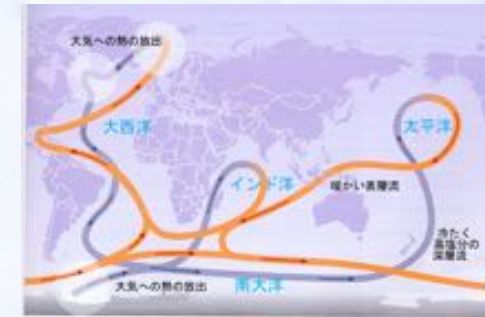 大気への熱の放出
大西洋
太平洋
インド洋
暖かい表層流
冷たく
高塩分の
深層流
大気への熱の放出
南大洋